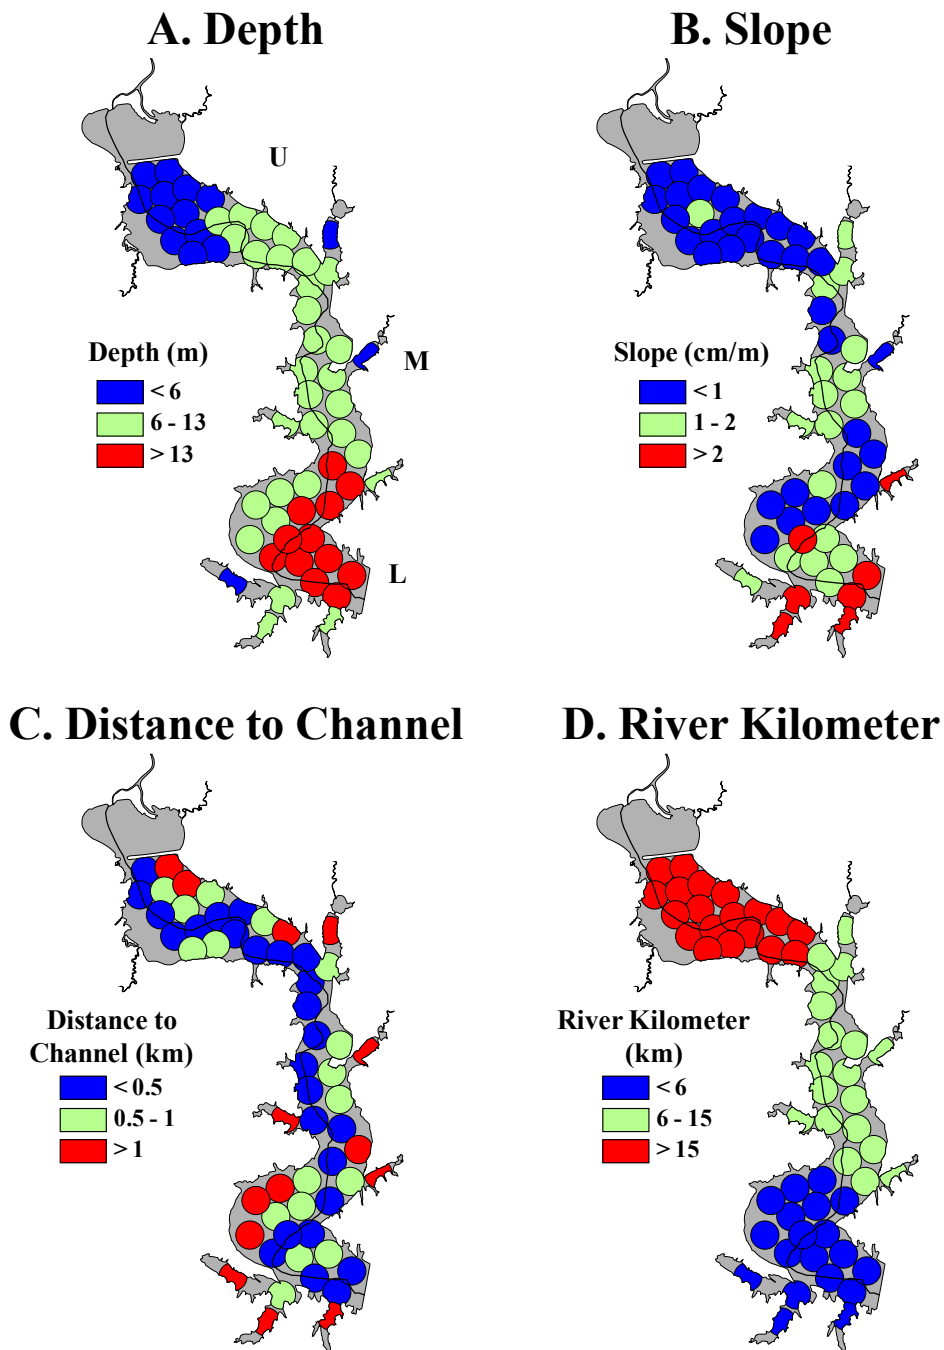 A. Depth
B. Slope
U
M
L
Depth (m)
< 6
6 - 13
> 13
Slope (cm/m)
< 1
1 - 2
> 2
C. Distance to Channel
D. River Kilometer
Distance to
Channel (km)
< 0.5
0.5 - 1
> 1
River Kilometer
(km)
< 6
6 - 15
> 15